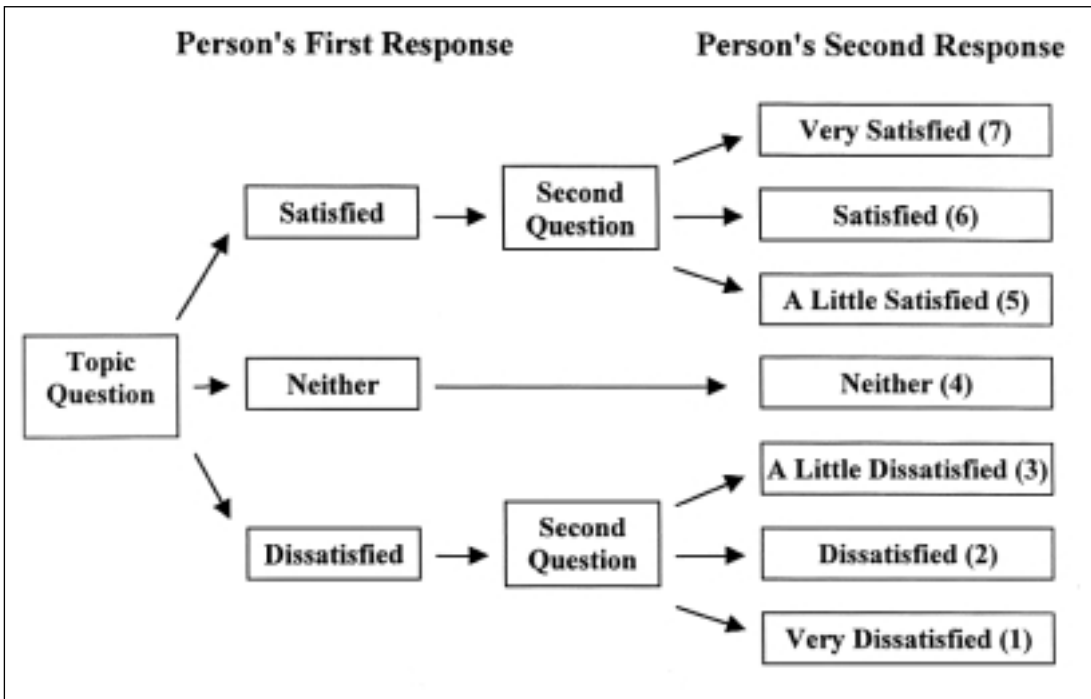 Person's First Response
Person's Second Response
Very Satisfied (7)
Satisfied
Second
Question
Satisfied (6)
A Little Satisfied (5)
Topic
Question
Neither
Neither (4)
A Little Dissatisfied (3)
Dissatisfied
Second
Question
Dissatisfied (2)
Very Dissatisfied (1)